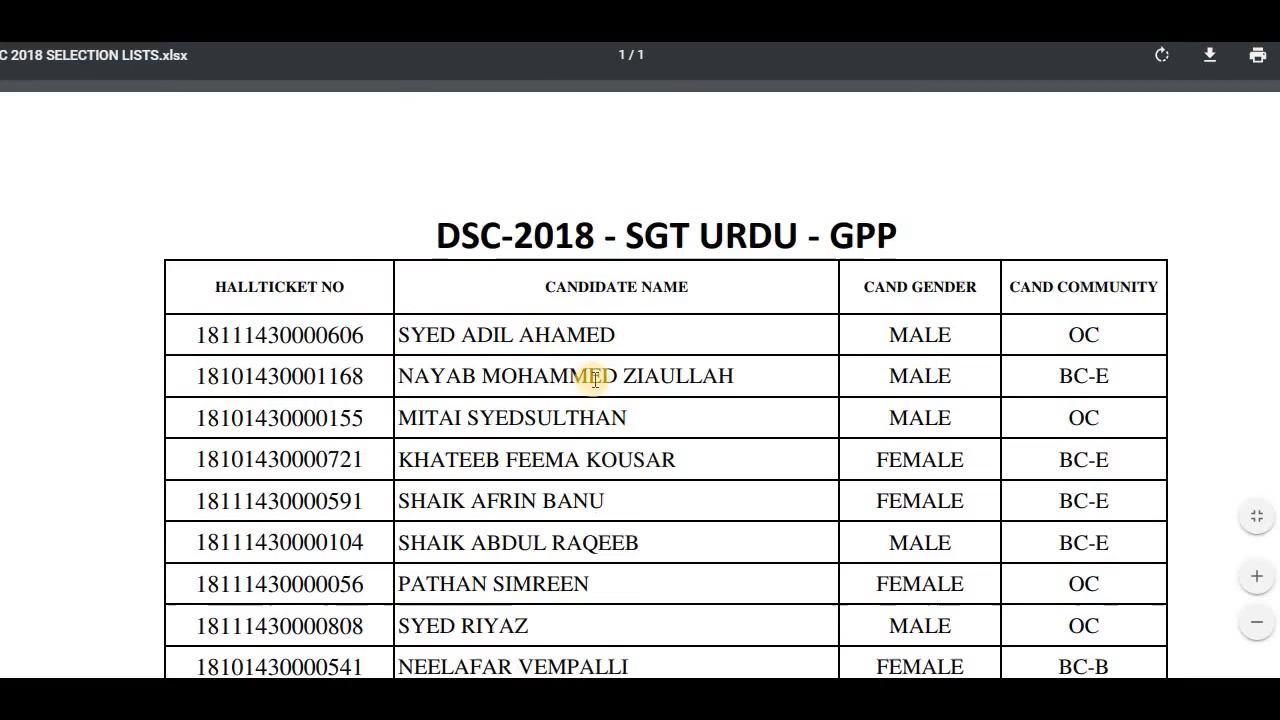 C 2018 SELECTION LISTS.xlsx 1 / 1
DSC-2018 - SGT URDU - GPP
HALLTICKET NO CANDIDATE NAME CAND GENDER CAND COMMUNITY
18111430000606 SYED ADIL AHAMED MALE OC
18101430001168 NAYAB MOHAMMED ZIAULLAH MALE BC-E
18101430000155 MITAI SYEDSULTHAN MALE OC
18101430000721 KHATEEB FEEMA KOUSAR FEMALE BC-E
18111430000591 SHAIK AFRIN BANU FEMALE BC-E
18111430000104 SHAIK ABDUL RAQEEB MALE BC-E
18111430000056 PATHAN SIMREEN FEMALE OC
18111430000808 SYED RIYAZ MALE OC
18101430000541 NEELAFAR VEMPALLI FEMALE BC-B